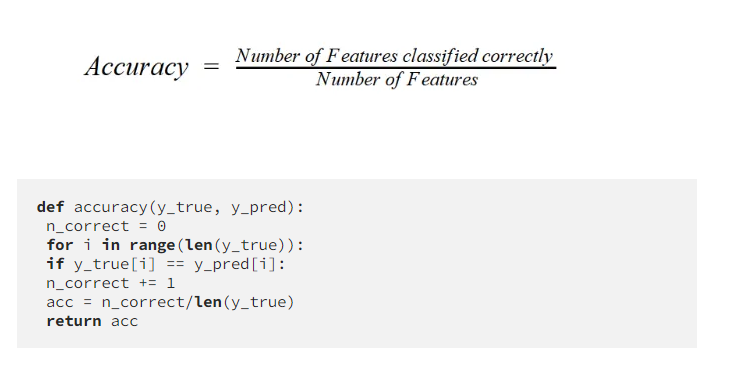 Accuracy = Number of Features classified correctly
Number of Features
def accuracy(y_true, y_pred):
n_correct = 0
for i in range(len(y_true)):
if y_true[i] == y_pred[i]:
n_correct += 1
acc = n_correct/len(y_true)
return acc